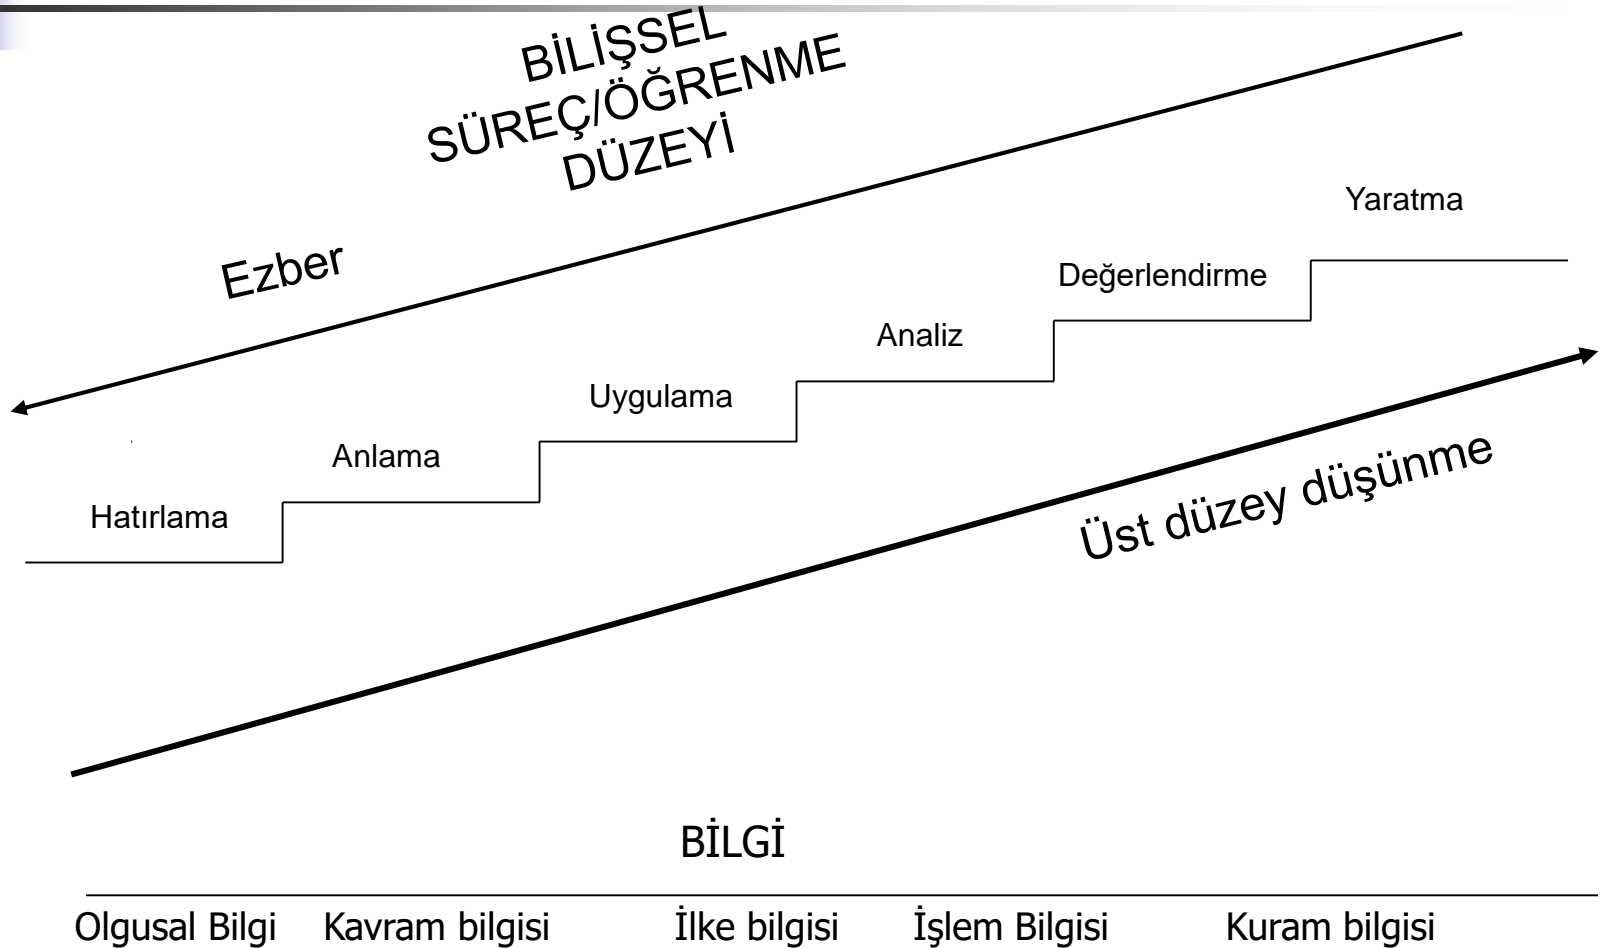 BİLİŞSEL
SÜREÇ/ÖĞRENME
DÜZEYİ
Ezber
Yaratma
Değerlendirme
Analiz
Uygulama
Anlama
Hatırlama
Üst düzey düşünme
BİLGİ
Olgusal Bilgi Kavram bilgisi İlke bilgisi İşlem Bilgisi Kuram bilgisi